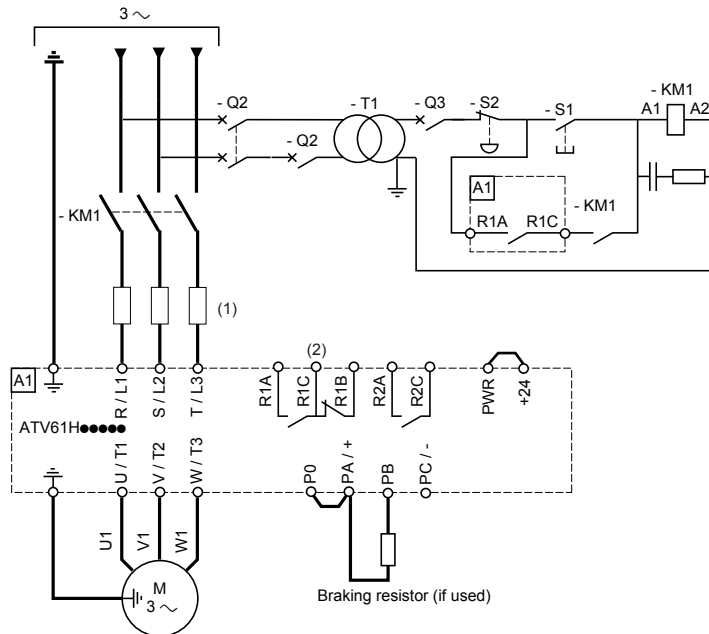 3 ~
- Q2
- T1
- Q3
- S2
- S1
- KM1
A1
A2
- Q2
A1
- KM1
R1A
R1C
- KM1
(1)
(2)
A1
R / L1
S / L2
T / L3
R1A
R1C
R1B
R2A
R2C
PWR
+24
ATV61H●●●●●
U / T1
V / T2
W / T3
P0
PA / +
PB
PC / -
U1
V1
W1
M
3 ~
Braking resistor (if used)